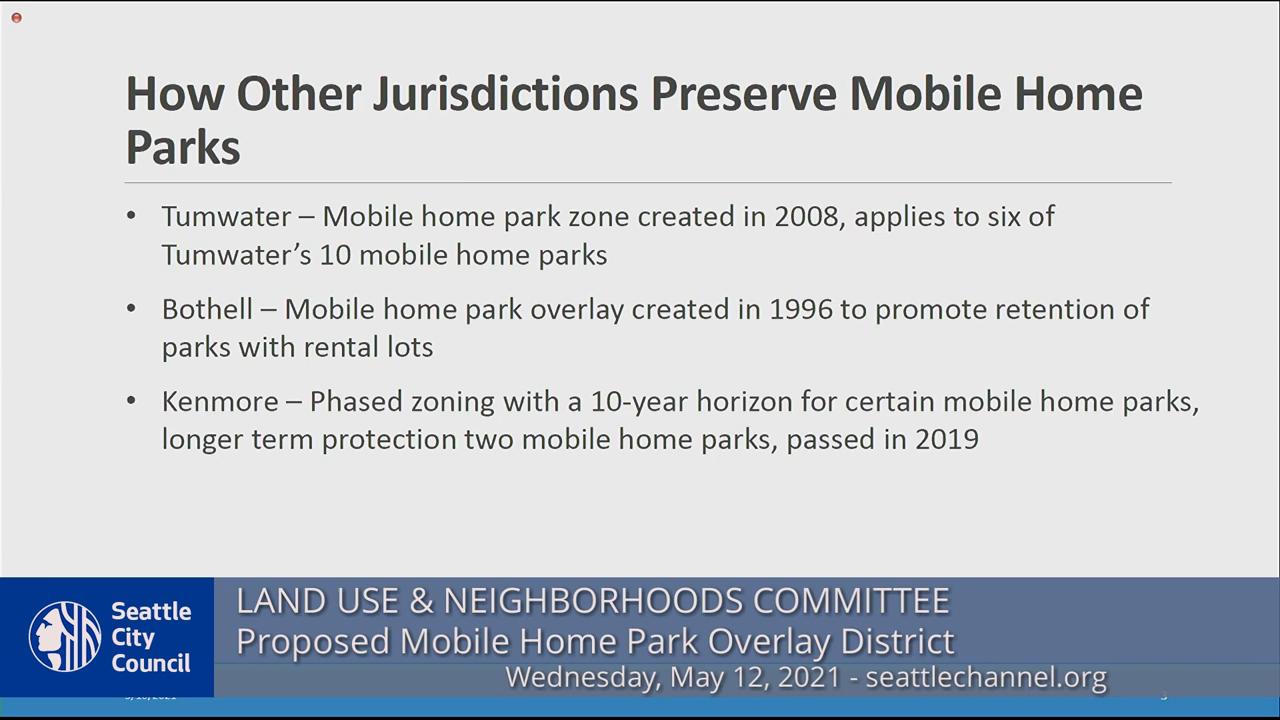 How Other Jurisdictions Preserve Mobile Home
Parks
• Tumwater – Mobile home park zone created in 2008, applies to six of
Tumwater’s 10 mobile home parks
• Bothell – Mobile home park overlay created in 1996 to promote retention of
parks with rental lots
• Kenmore – Phased zoning with a 10-year horizon for certain mobile home parks,
longer term protection two mobile home parks, passed in 2019
Seattle
City
Council
LAND USE & NEIGHBORHOODS COMMITTEE
Proposed Mobile Home Park Overlay District
Wednesday, May 12, 2021 - seattlechannel.org